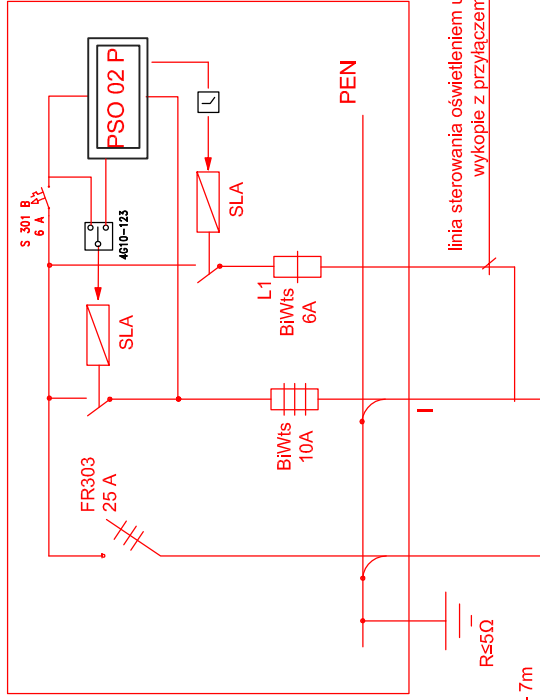 PSO 02 P
S 301 B
6 A
4G10-123
SLA
SLA
PEN
L1
BiWts
6A
BiWts
10A
FR303
25 A
I
R≤5Ω
7m
linia sterowania oświetleniem u
wykopie z przyłączem